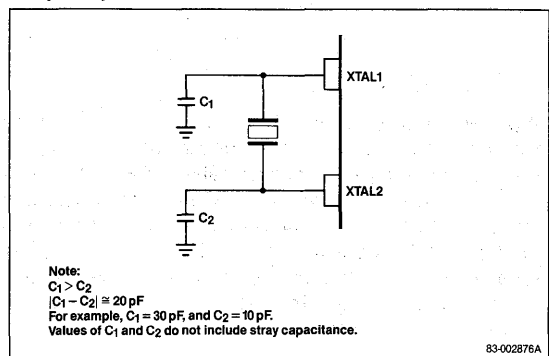 XTAL1
C1
XTAL2
C2
Note:
C1 > C2
|C1 – C2| ≅ 20 pF
For example, C1 = 30 pF, and C2 = 10 pF.
Values of C1 and C2 do not include stray capacitance.
83-002876A